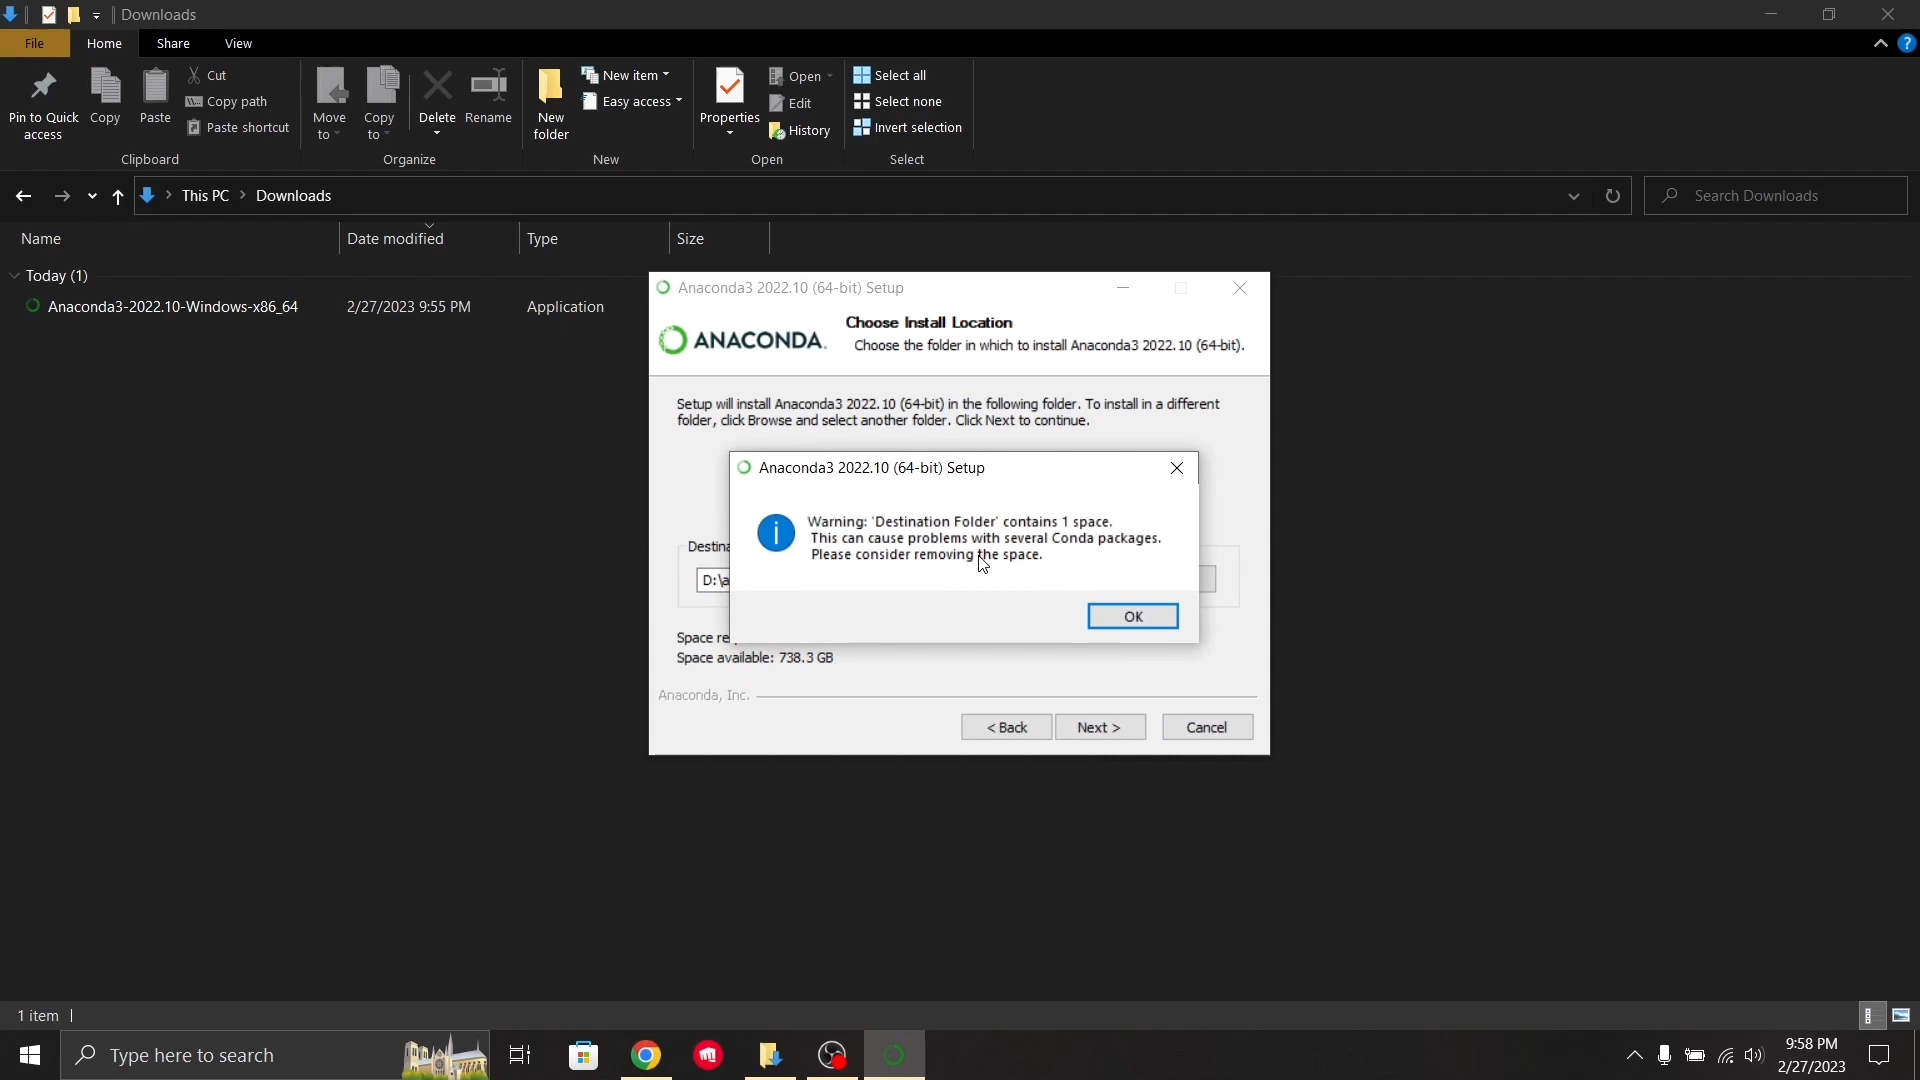 Downloads
File
Home
Share
View
Pin to Quick access
Copy
Paste
Cut
Copy path
Paste shortcut
Clipboard
Move to
Copy to
Delete
Rename
Organize
New folder
New item
Easy access
New
Properties
Open
Edit
History
Open
Select all
Select none
Invert selection
Select
This PC
Downloads
Search Downloads
Name
Date modified
Type
Size
Today (1)
Anaconda3-2022.10-Windows-x86_64
2/27/2023 9:55 PM
Application
Anaconda3 2022.10 (64-bit) Setup
ANACONDA.
Choose Install Location
Choose the folder in which to install Anaconda3 2022.10 (64-bit).
Setup will install Anaconda3 2022.10 (64-bit) in the following folder. To install in a different
folder, click Browse and select another folder. Click Next to continue.
Anaconda3 2022.10 (64-bit) Setup
Warning: 'Destination Folder' contains 1 space.
This can cause problems with several Conda packages.
Please consider removing the space.
OK
Destina
D:\a
Space re
Space available: 738.3 GB
Anaconda, Inc.
< Back
Next >
Cancel
1 item
Type here to search
9:58 PM
2/27/2023